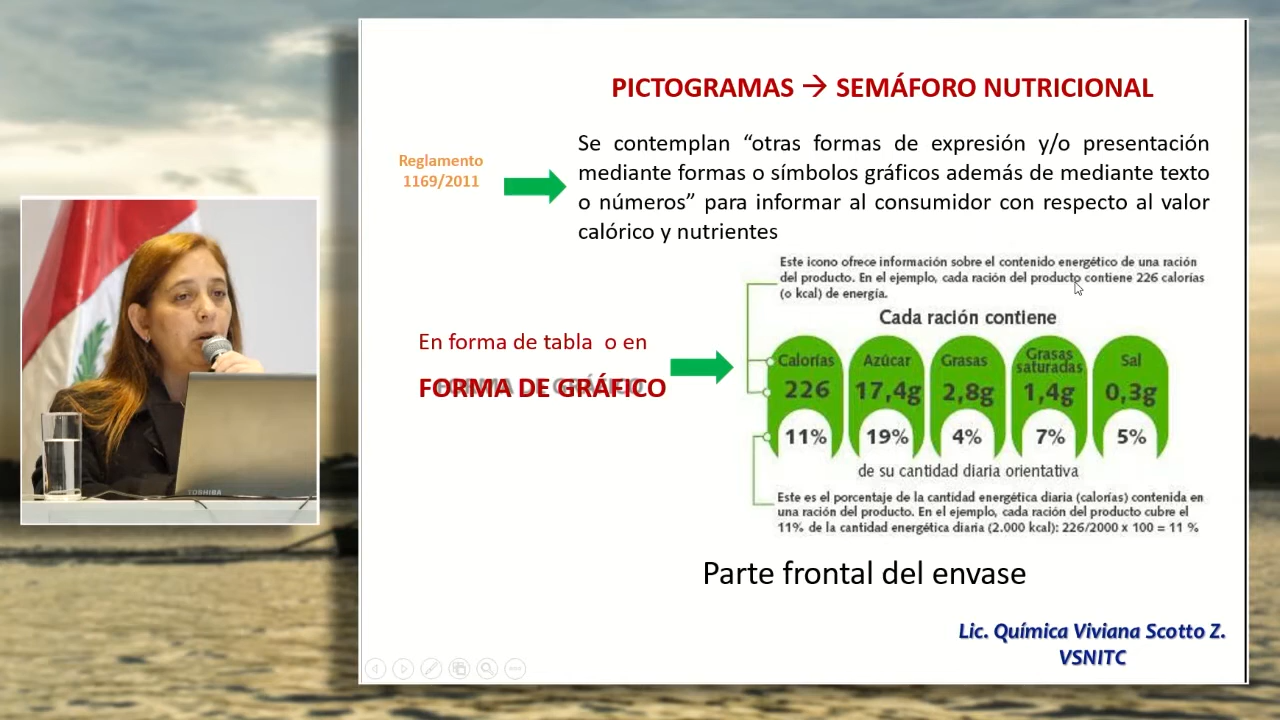 PICTOGRAMAS → SEMÁFORO NUTRICIONAL
Reglamento
1169/2011
Se contemplan “otras formas de expresión y/o presentación
mediante formas o símbolos gráficos además de mediante texto
o números” para informar al consumidor con respecto al valor
calórico y nutrientes
Este icono ofrece información sobre el contenido energético de una ración
del producto. En el ejemplo, cada ración del producto contiene 226 calorías
(o kcal) de energía.
Cada ración contiene
En forma de tabla o en
FORMA DE GRÁFICO
Calorías
226
11%
Azúcar
17,4g
19%
Grasas
2,8g
4%
Grasas
saturadas
1,4g
7%
Sal
0,3g
5%
de su cantidad diaria orientativa
Este es el porcentaje de la cantidad energética diaria (calorías) contenida en
una ración del producto. En el ejemplo, cada ración del producto cubre el
11% de la cantidad energética diaria (2.000 kcal): 226/2000 x 100 = 11 %
Parte frontal del envase
Lic. Química Viviana Scotto Z.
VSNITC
TOSHIBA